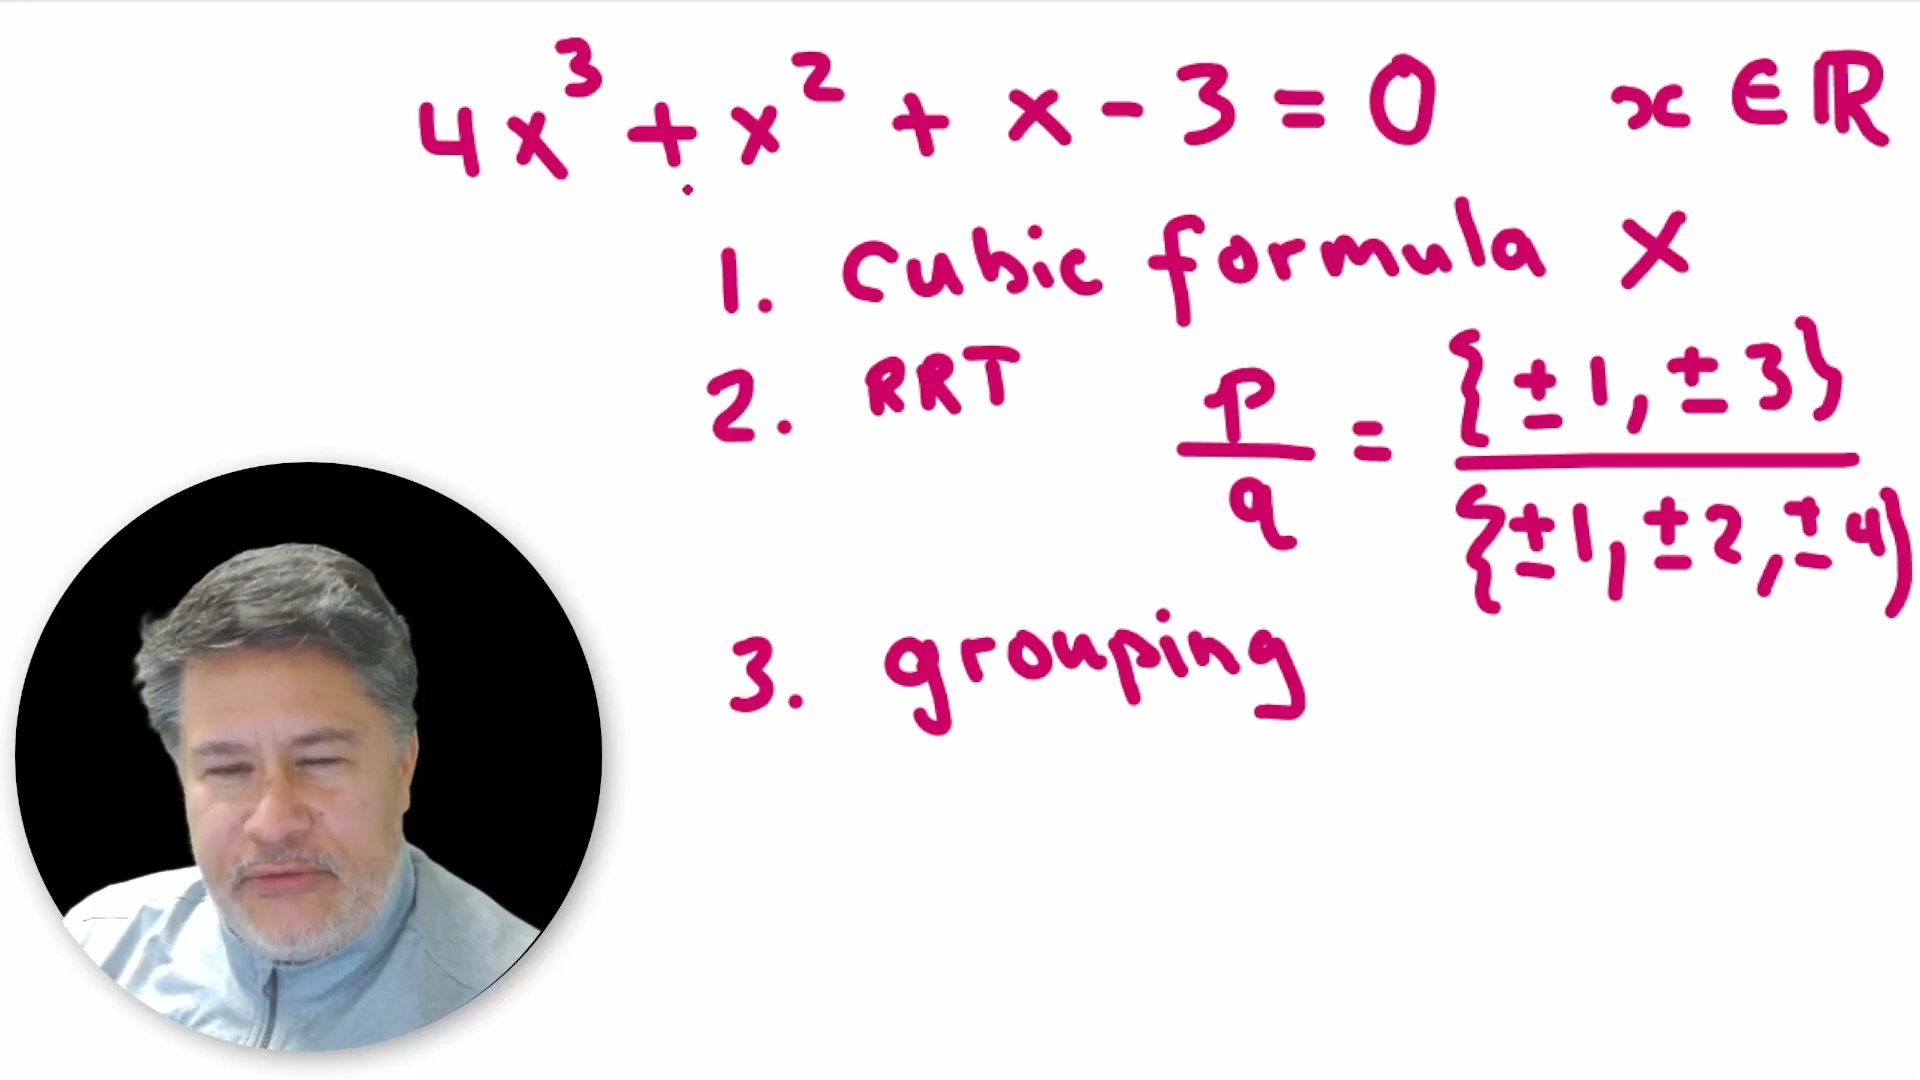 4x³ + x² + x - 3 = 0 x ∈ ℝ
1. Cubic formula X
2. RRT p/q = {±1, ±3}/{±1, ±2, ±4}
3. grouping